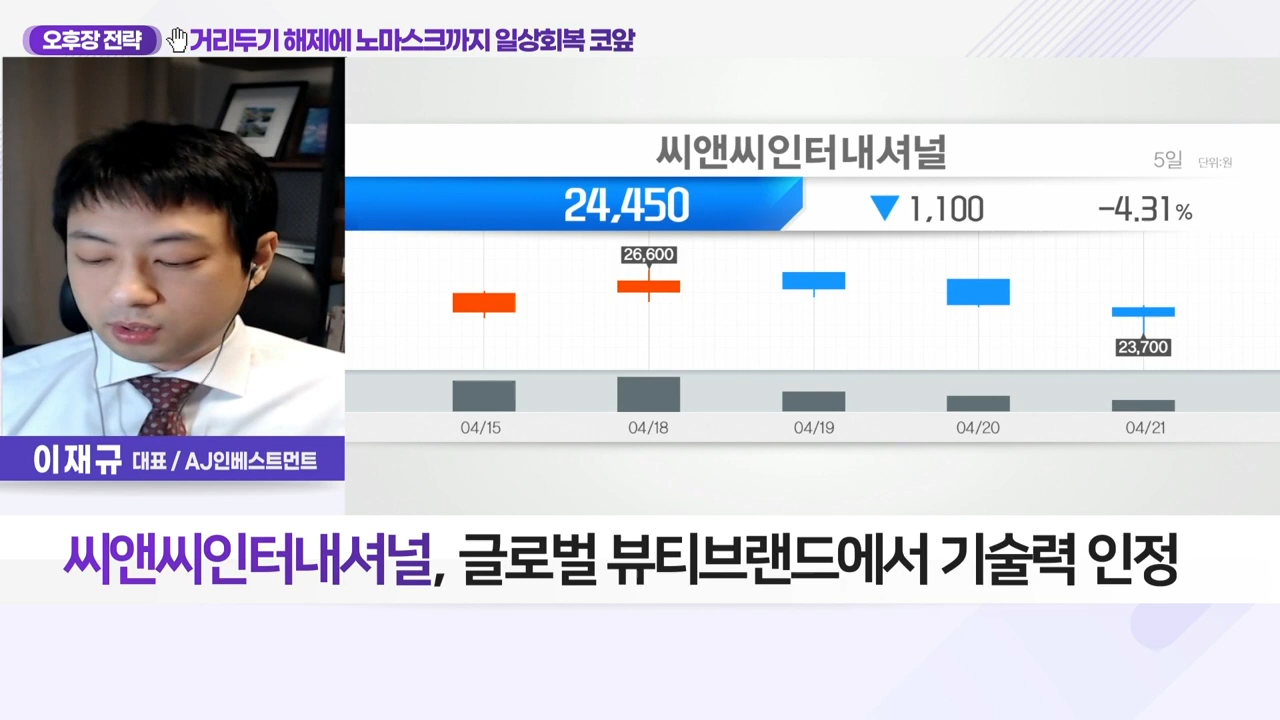 오후장 전략 거리두기 해제에 노마스크까지 일상회복 코앞
씨앤씨인터내셔널
5일 단위:원
24,450 ▼ 1,100 -4.31%
26,600
23,700
04/15 04/18 04/19 04/20 04/21
이재규 대표 / AJ인베스트먼트
씨앤씨인터내셔널, 글로벌 뷰티브랜드에서 기술력 인정